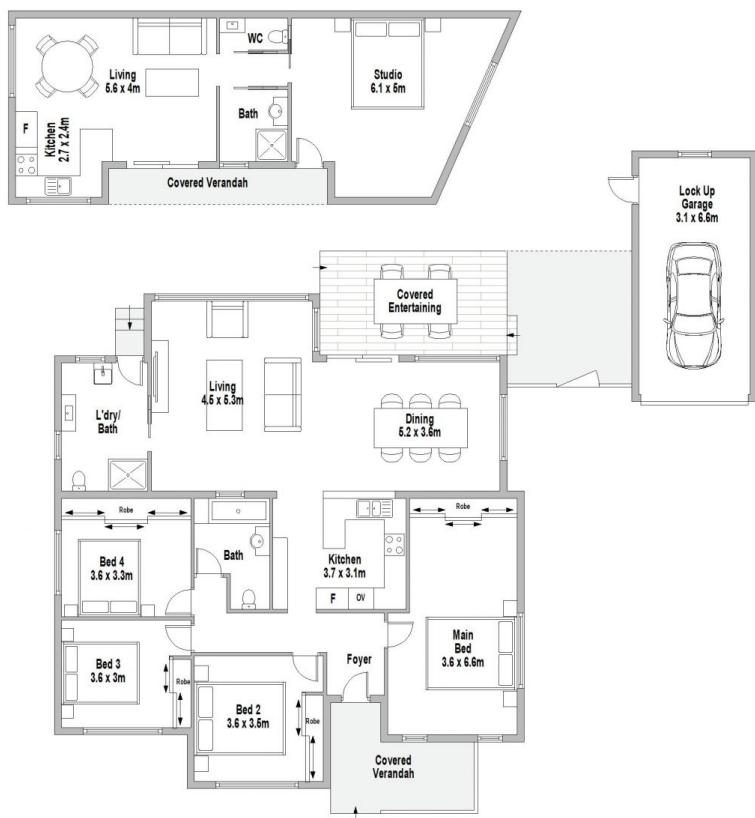 WC
Living
5.6 x 4m
Studio
6.1 x 5m
Bath
F
Kitchen
2.7 x 2.4m
Covered Verandah
Lock Up
Garage
3.1 x 6.6m
Covered
Entertaining
Living
4.5 x 5.3m
L'dry/
Bath
Dining
5.2 x 3.6m
Robe
Robe
Bed 4
3.6 x 3.3m
Bath
Kitchen
3.7 x 3.1m
F
OV
Main
Bed
3.6 x 6.6m
Bed 3
3.6 x 3m
Robe
Foyer
Bed 2
3.6 x 3.5m
Robe
Covered
Verandah